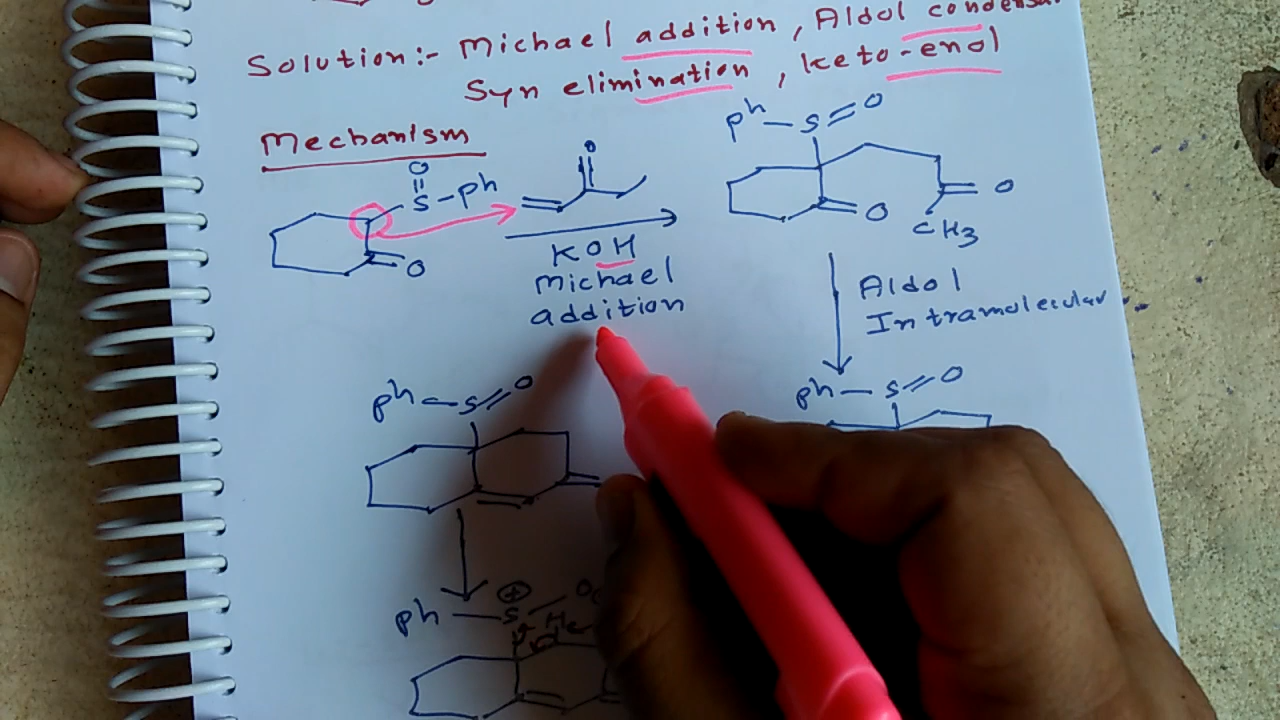 Solution:- Michael addition, Aldol
Syn elimination, keto-enol
Mechanism
O
S-Ph
O
O
KOH
Michael
addition
Ph-S=O
O
O
CH3
Aldol
Intramolecular
Ph-S=O
Ph-S=O
Ph-S